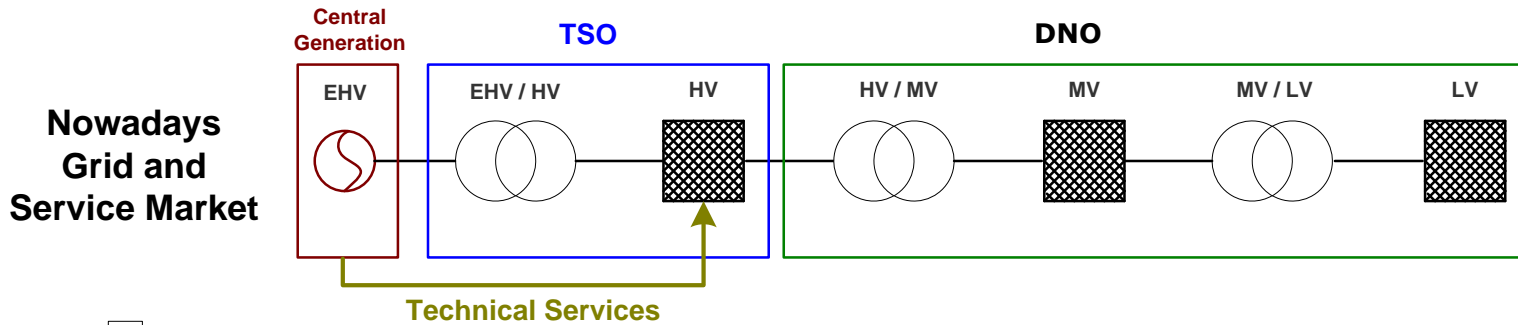 Central
Generation
TSO
DNO
EHV
EHV / HV
HV
HV / MV
MV
MV / LV
LV
Nowadays
Grid and
Service Market
Technical Services